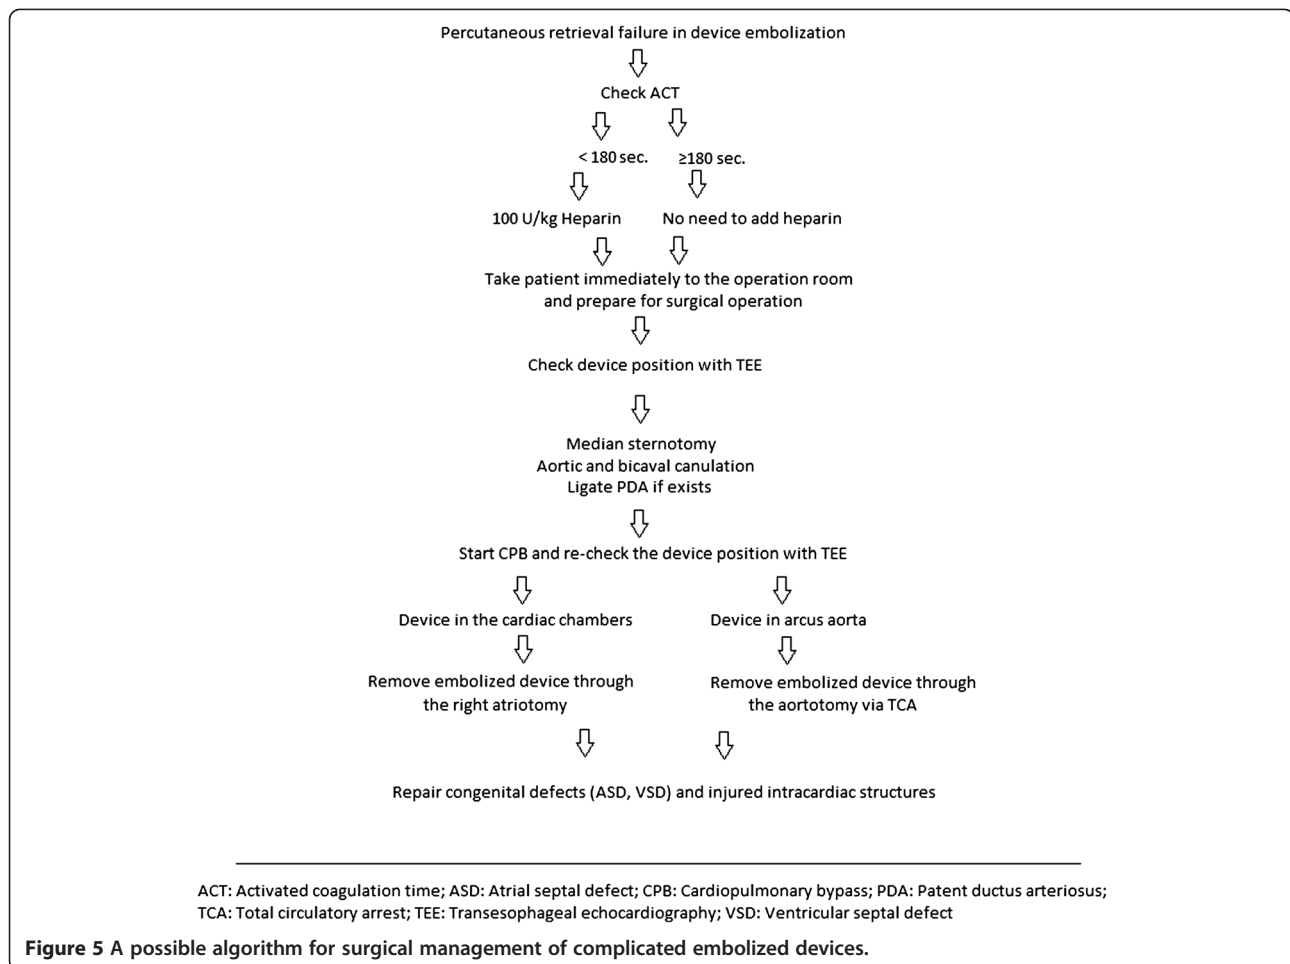 Percutaneous retrieval failure in device embolization
Check ACT
< 180 sec. ≥180 sec.
100 U/kg Heparin No need to add heparin
Take patient immediately to the operation room
and prepare for surgical operation
Check device position with TEE
Median sternotomy
Aortic and bicaval canulation
Ligate PDA if exists
Start CPB and re-check the device position with TEE
Device in the cardiac chambers Device in arcus aorta
Remove embolized device through
the right atriotomy
Remove embolized device through
the aortotomy via TCA
Repair congenital defects (ASD, VSD) and injured intracardiac structures
ACT: Activated coagulation time; ASD: Atrial septal defect; CPB: Cardiopulmonary bypass; PDA: Patent ductus arteriosus;
TCA: Total circulatory arrest; TEE: Transesophageal echocardiography; VSD: Ventricular septal defect
Figure 5 A possible algorithm for surgical management of complicated embolized devices.